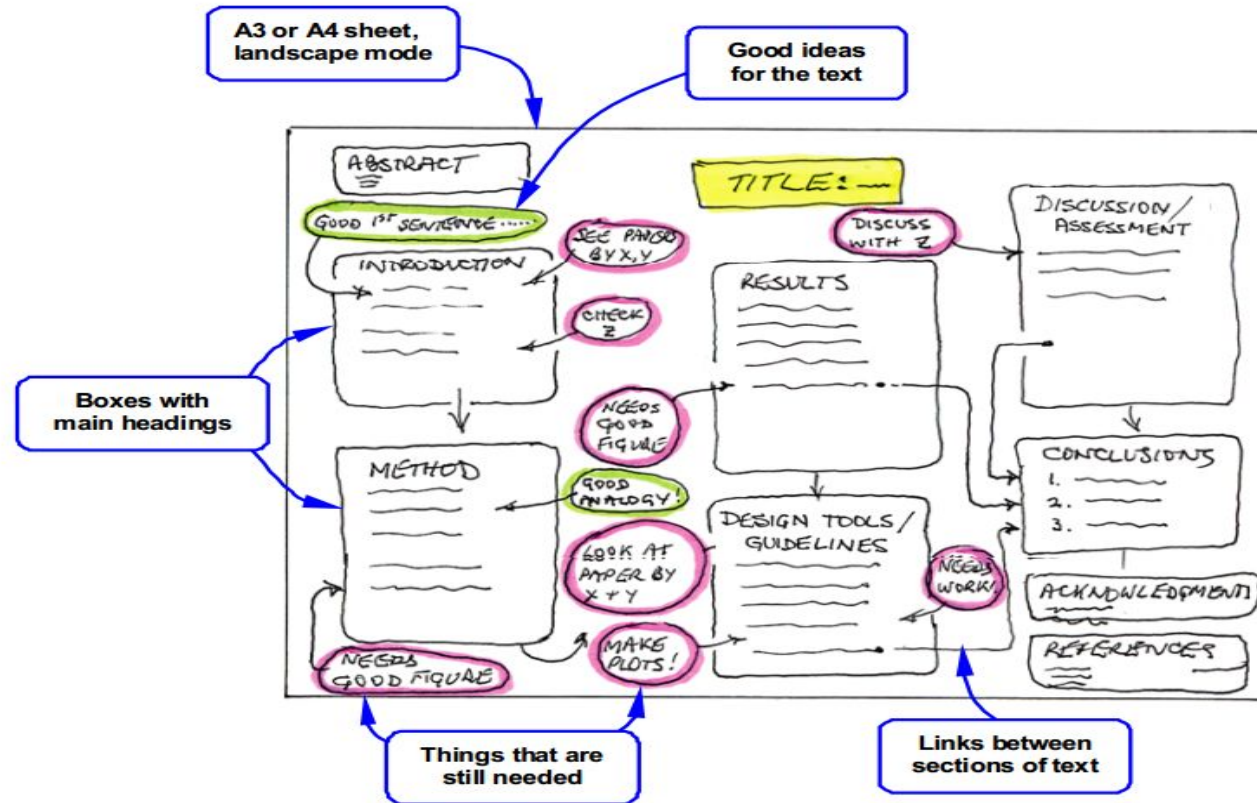 A3 or A4 sheet,
landscape mode
Good ideas
for the text
ABSTRACT
TITLE:
GOOD 1ST SENTENCE.....
SEE PAPERS
BY X,Y
DISCUSS
WITH Z
DISCUSSION/
ASSESSMENT
INTRODUCTION
RESULTS
CHECK
Z
Boxes with
main headings
NEEDS
GOOD
FIGURE
METHOD
GOOD
ANALOGY!
CONCLUSIONS
1.
2.
3.
DESIGN TOOLS/
GUIDELINES
LOOK AT
PAPER BY
X + Y
NEEDS
WORK!
ACKNOWLEDGMENTS
MAKE
PLOTS!
REFERENCES
NEEDS
GOOD FIGURE
Things that are
still needed
Links between
sections of text